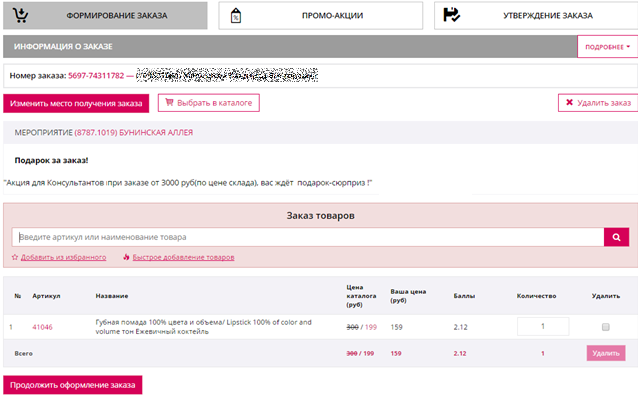 ФОРМИРОВАНИЕ ЗАКАЗА
ПРОМО-АКЦИИ
УТВЕРЖДЕНИЕ ЗАКАЗА
ИНФОРМАЦИЯ О ЗАКАЗЕ
ПОДРОБНЕЕ
Номер заказа: 5697-74311782 —
Изменить место получения заказа
Выбрать в каталоге
Удалить заказ
МЕРОПРИЯТИЕ (8787.1019) БУНИНСКАЯ АЛЛЕЯ
Подарок за заказ!
"Акция для Консультантов :при заказе от 3000 руб(по цене склада), вас ждёт подарок-сюрприз !"
Заказ товаров
Введите артикул или наименование товара
Добавить из избранного
Быстрое добавление товаров
№ Артикул Название Цена каталога (руб) Ваша цена (руб) Баллы Количество Удалить
1 41046 Губная помада 100% цвета и объема/ Lipstick 100% of color and volume тон Ежевичный коктейль 300 / 199 159 2.12 1
Всего 300 / 199 159 2.12 1 Удалить
Продолжить оформление заказа